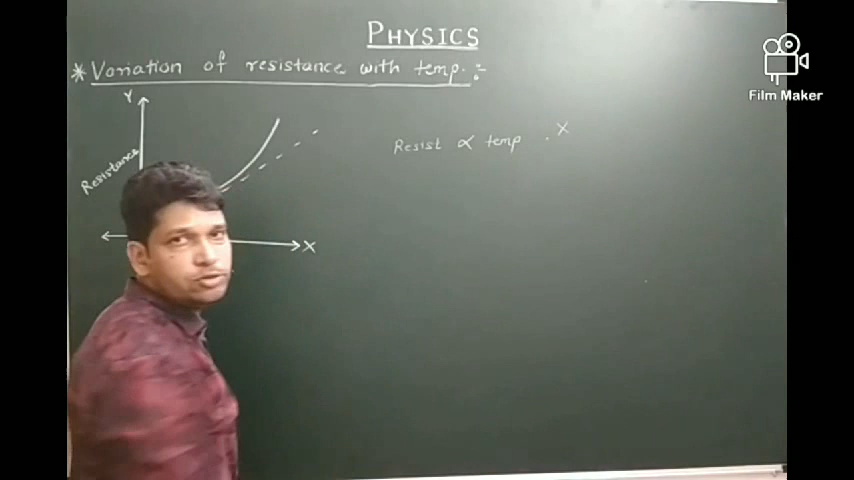 PHYSICS
* Variation of resistance with temp. :-
Y
Resistance
Resist ∝ temp. X
X
Film Maker